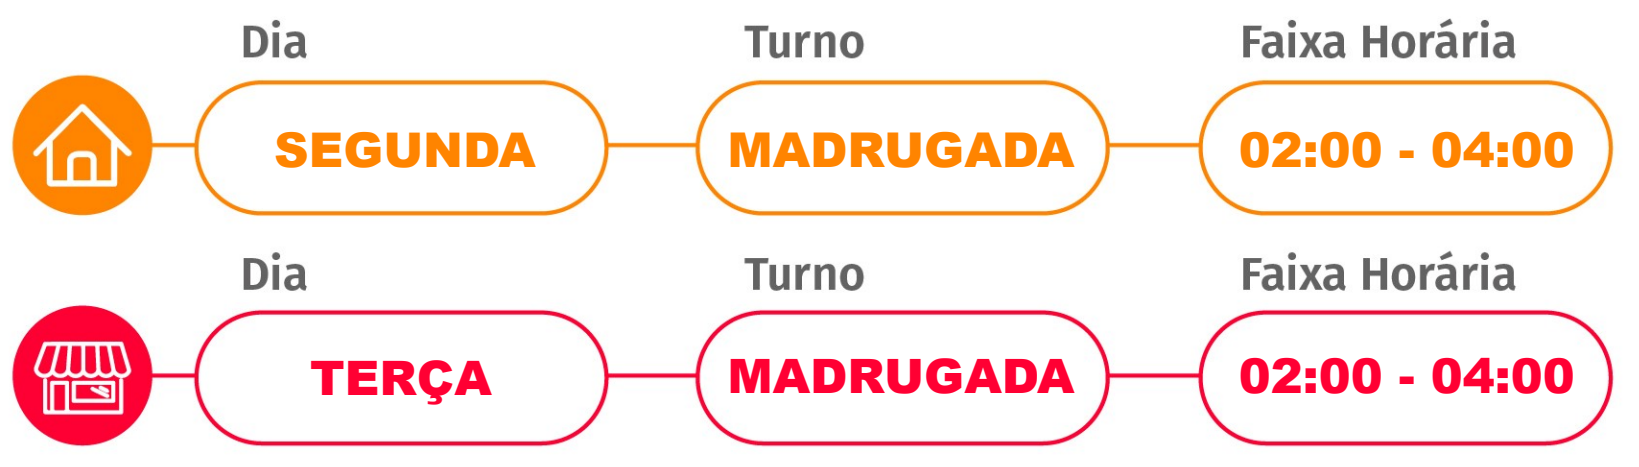 Dia Turno Faixa Horária
SEGUNDA MADRUGADA 02:00 - 04:00
Dia Turno Faixa Horária
TERÇA MADRUGADA 02:00 - 04:00